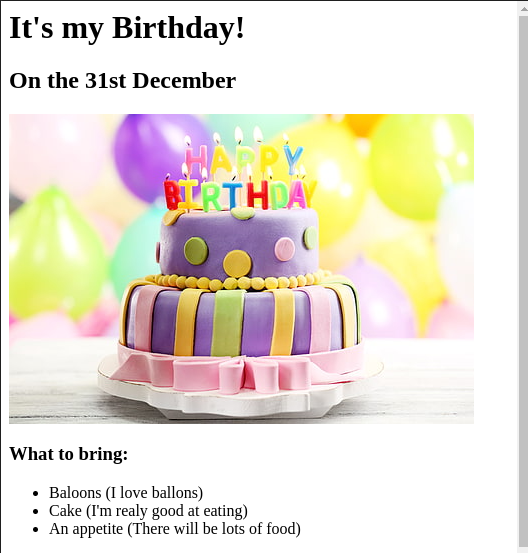 It's my Birthday!
On the 31st December
HAPPY
BIRTHDAY
What to bring:
Baloons (I love ballons)
Cake (I'm realy good at eating)
An appetite (There will be lots of food)